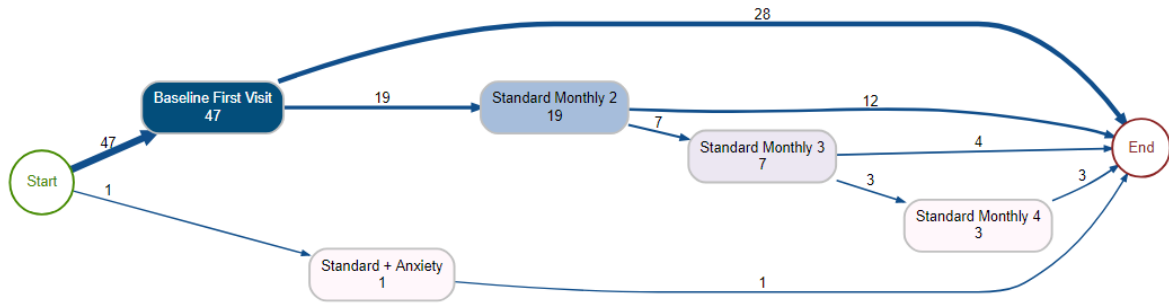 28
Baseline First Visit
47
19
Standard Monthly 2
19
12
47
7
Standard Monthly 3
7
4
End
Start
1
3
3
Standard Monthly 4
3
Standard + Anxiety
1
1